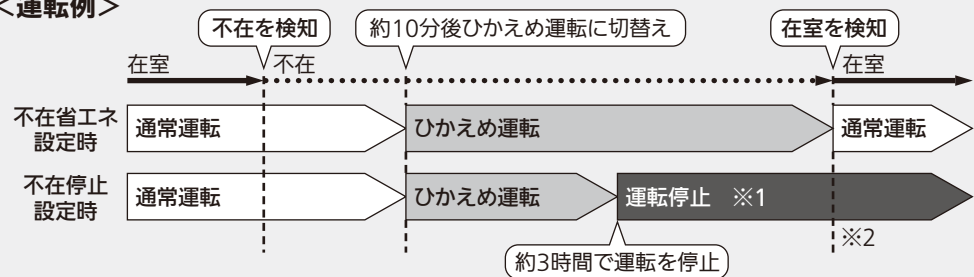 <運転例>
不在を検知
約10分後ひかえめ運転に切替え
在室を検知
在室
不在
在室
不在省エネ
設定時
通常運転
ひかえめ運転
通常運転
不在停止
設定時
通常運転
ひかえめ運転
運転停止 ※1
※2
約3時間で運転を停止